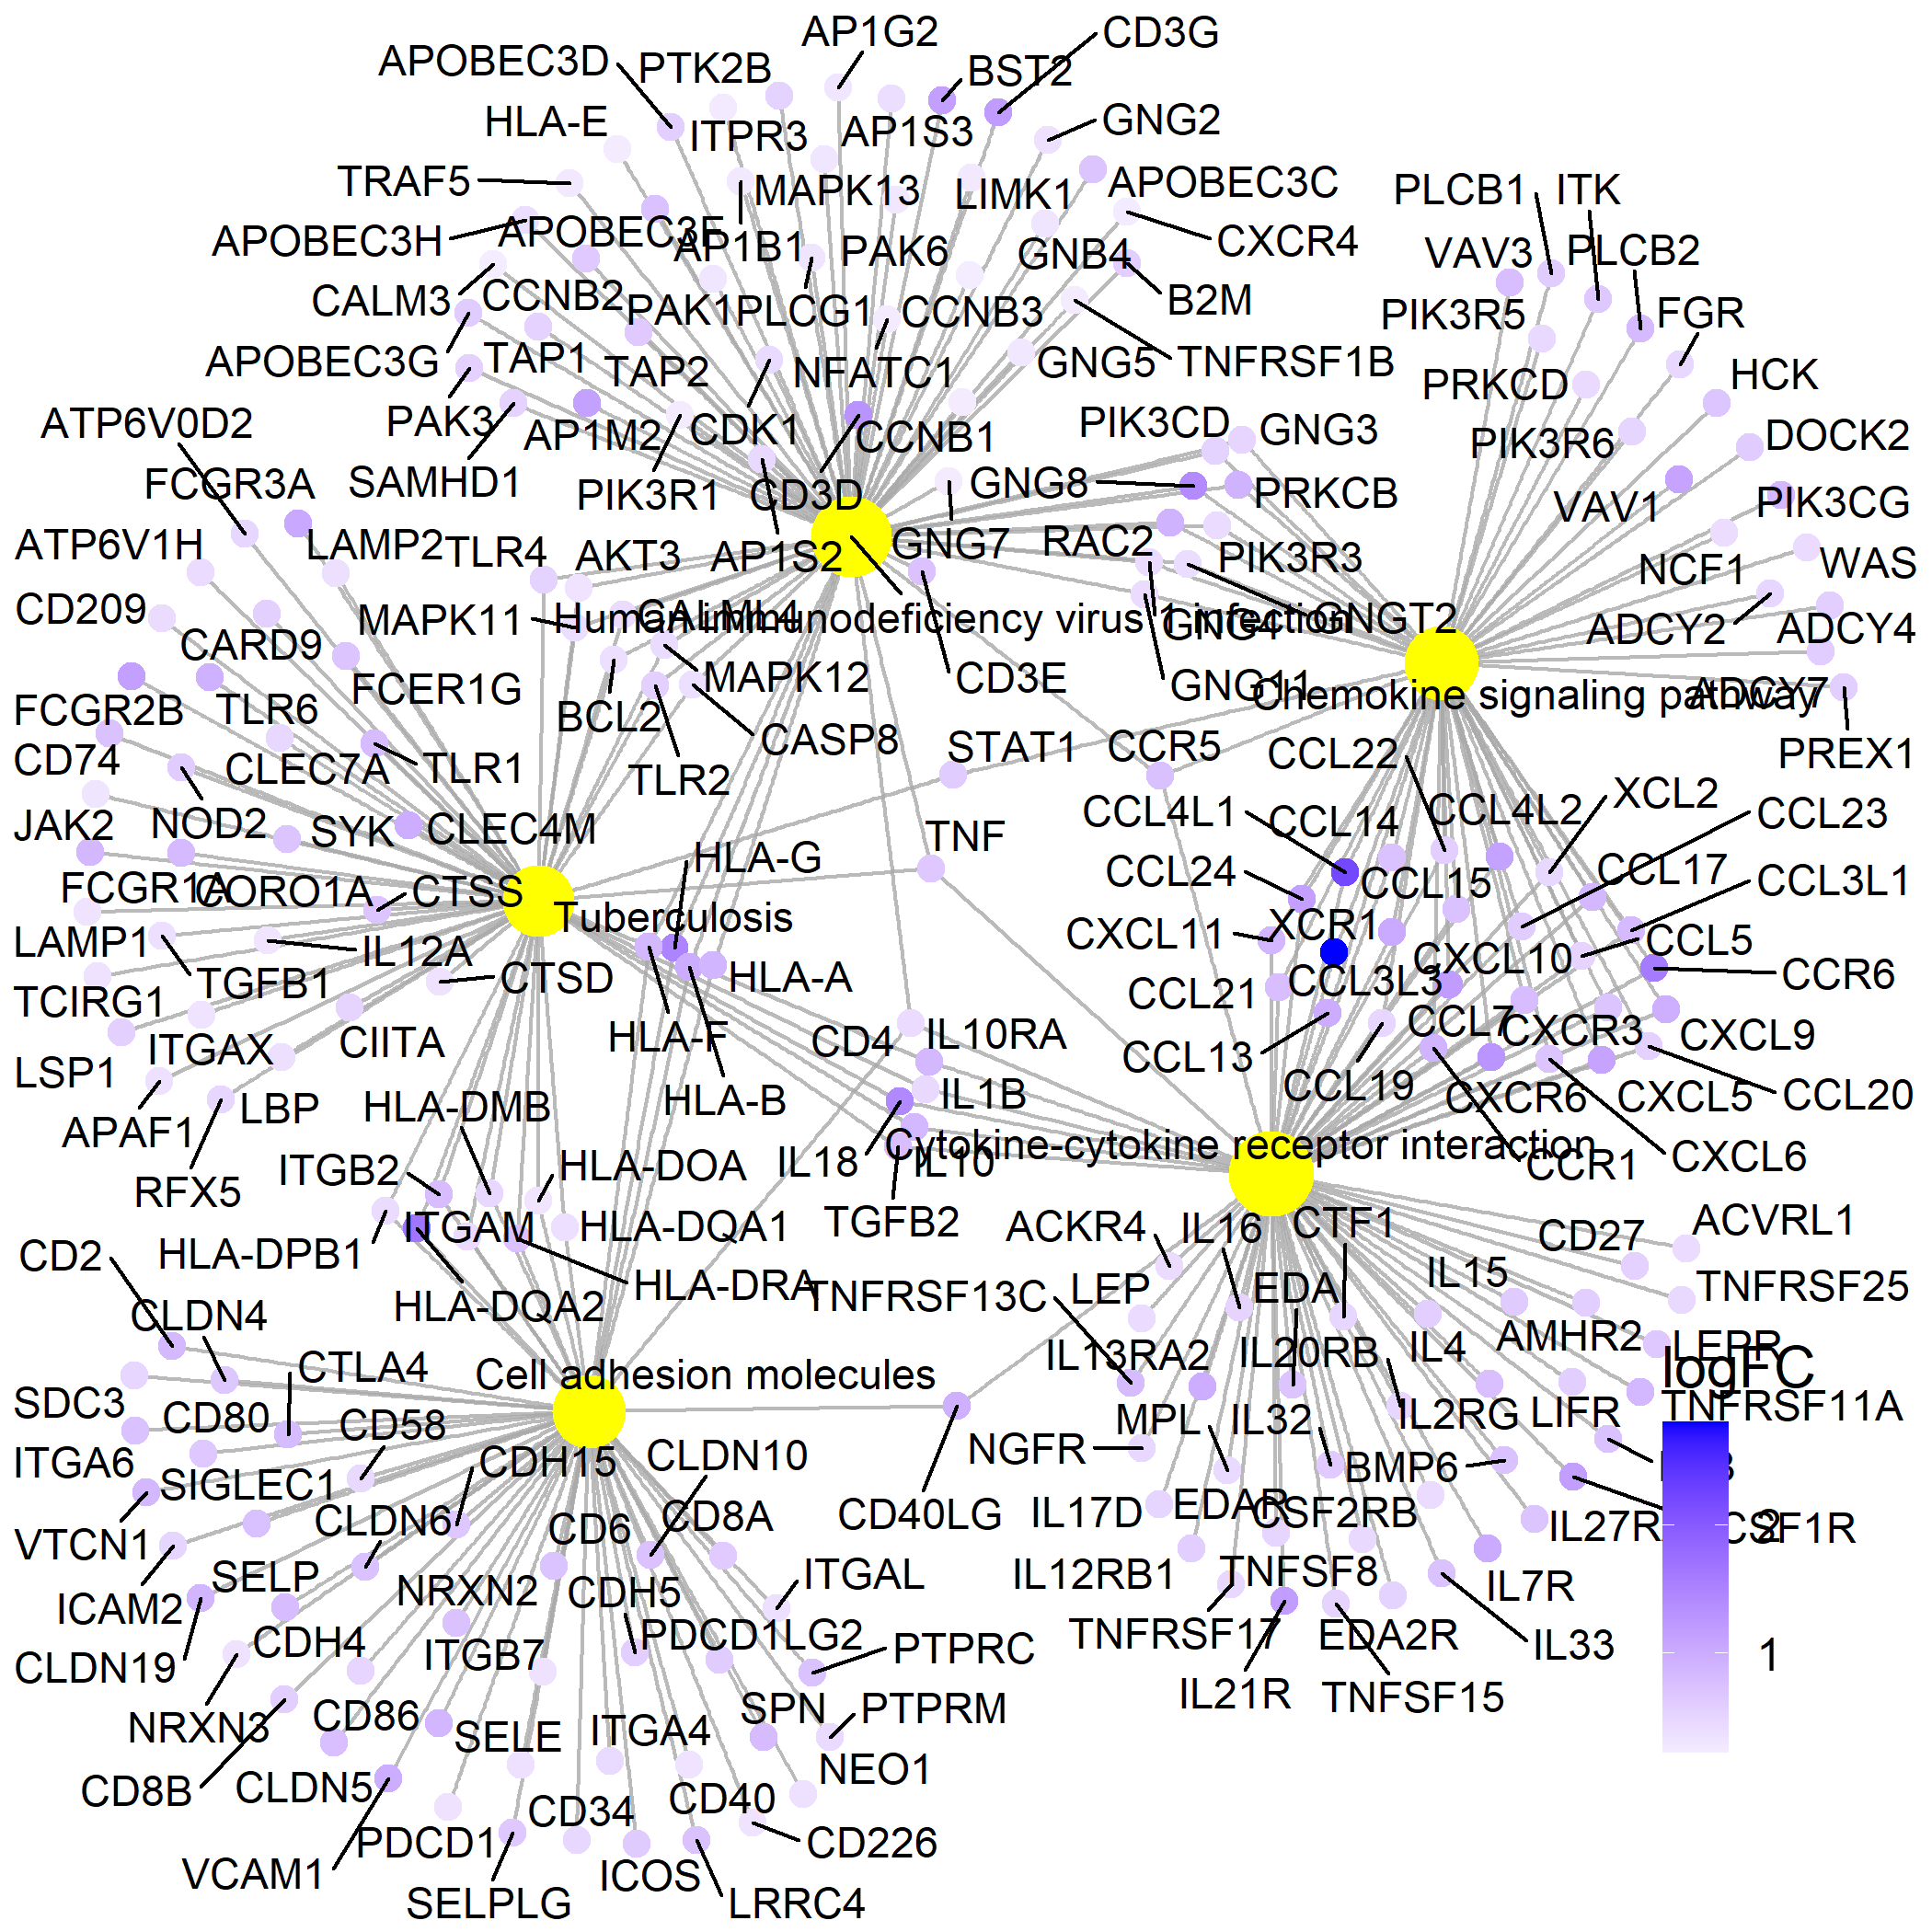 AP1G2
CD3G
APOBEC3D
PTK2B
BST2
HLA-E
ITPR3
AP1S3
GNG2
TRAF5
MAPK13
LIMK1
APOBEC3C
PLCB1
ITK
APOBEC3H
APOBEC3F
AP1B1
PAK6
GNB4
CXCR4
VAV3
PLCB2
CALM3
CCNB2
PAK1
PLCG1
CCNB3
B2M
PIK3R5
FGR
APOBEC3G
TAP1
TAP2
NFATC1
GNG5
TNFRSF1B
PRKCD
HCK
ATP6V0D2
PAK3
AP1M2
CDK1
CCNB1
PIK3CD
GNG3
PIK3R6
DOCK2
FCGR3A
SAMHD1
PIK3R1
CD3D
GNG8
PRKCB
VAV1
PIK3CG
ATP6V1H
LAMP2
TLR4
AKT3
AP1S2
GNG7
RAC2
PIK3R3
NCF1
WAS
CD209
CARD9
MAPK11
Human immunodeficiency virus 1 infection
CALML4
GNG4
GNGT2
ADCY2
ADCY4
FCER1G
MAPK12
CD3E
GNG11
Chemokine signaling pathway
ADCY7
FCGR2B
TLR6
BCL2
CASP8
STAT1
CCR5
CCL22
PREX1
CD74
CLEC7A
TLR1
TLR2
CCL4L1
CCL14
CCL4L2
XCL2
CCL23
JAK2
NOD2
SYK
CLEC4M
TNF
HLA-G
CCL24
CCL15
CCL17
CCL3L1
FCGR1A
CORO1A
CTSS
Tuberculosis
CXCL11
XCR1
CXCL10
CCL5
CCR6
LAMP1
TGFB1
IL12A
CTSD
HLA-A
CCL21
CCL3L3
TCIRG1
ITGAX
CIITA
HLA-F
CD4
IL10RA
CCL13
CCL7
CXCR3
CXCL9
LSP1
APAF1
LBP
HLA-DMB
HLA-B
IL1B
CCL19
CXCR6
CXCL5
CCL20
RFX5
ITGB2
HLA-DOA
IL18
IL10
Cytokine-cytokine receptor interaction
CCR1
CXCL6
CD2
HLA-DPB1
ITGAM
HLA-DQA1
TGFB2
ACKR4
IL16
CTF1
CD27
ACVRL1
CLDN4
HLA-DQA2
HLA-DRA
TNFRSF13C
LEP
EDA
IL15
TNFRSF25
CTLA4
Cell adhesion molecules
IL13RA2
IL20RB
IL4
AMHR2
LEPR
logFC
SDC3
CD80
CD58
MPL
IL32
IL2RG
LIFR
TNFRSF11A
ITGA6
SIGLEC1
CDH15
CLDN10
NGFR
BMP6
VTCN1
CLDN6
CD6
CD8A
CD40LG
IL17D
EDAR
CSF2RB
CSF1R
2
ICAM2
SELP
NRXN2
CDH5
ITGAL
IL12RB1
TNFSF8
IL7R
CLDN19
CDH4
ITGB7
PDCD1LG2
PTPRC
TNFRSF17
EDA2R
IL33
1
NRXN3
CD86
SELE
ITGA4
SPN
PTPRM
IL21R
TNFSF15
CD8B
CLDN5
CD34
CD40
NEO1
VCAM1
PDCD1
CD226
SELPLG
ICOS
LRRC4